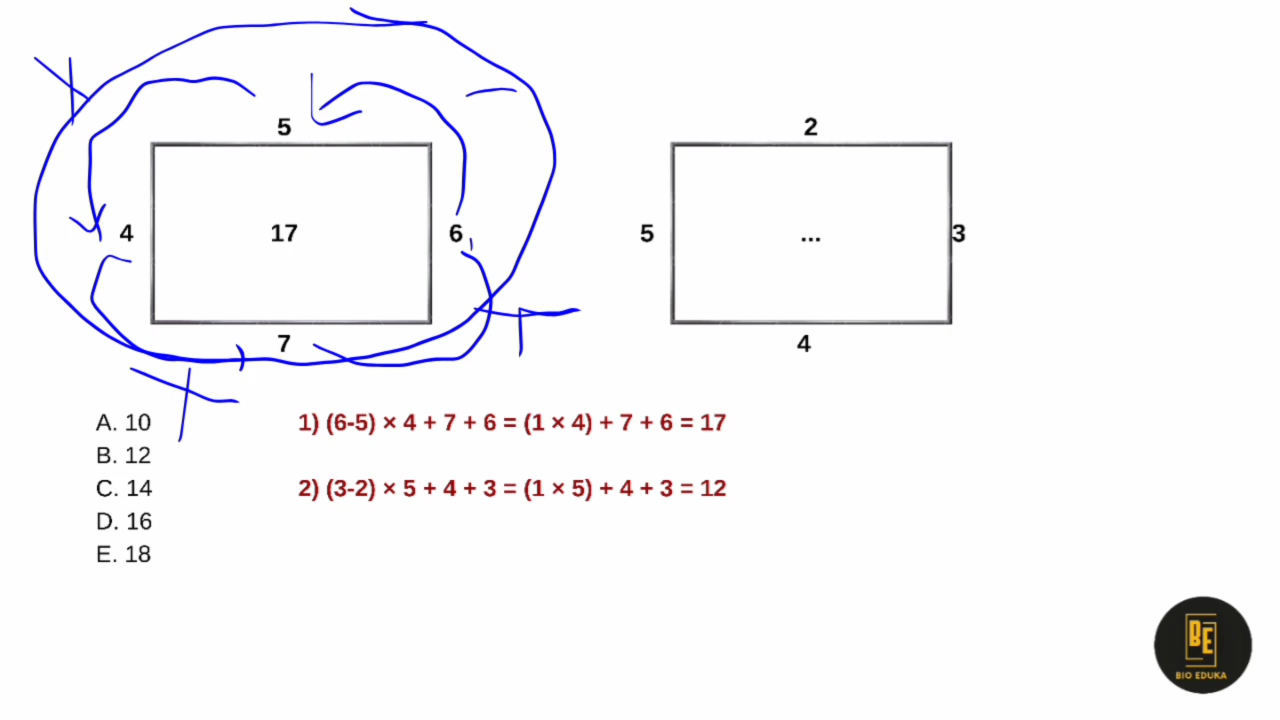 5
2
4
17
6
5
...
3
7
4
A. 10
1) (6-5) × 4 + 7 + 6 = (1 × 4) + 7 + 6 = 17
B. 12
C. 14
2) (3-2) × 5 + 4 + 3 = (1 × 5) + 4 + 3 = 12
D. 16
E. 18
BE
BIO EDUKA